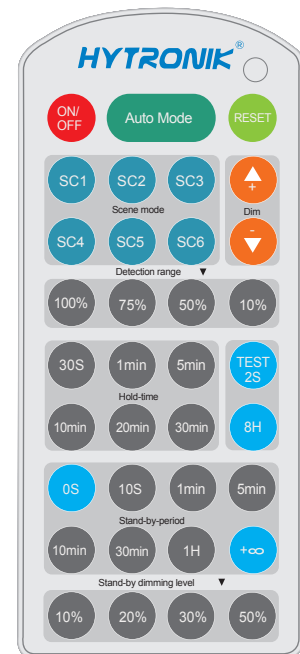 HYTRONIK®
ON/
OFF
Auto Mode
RESET
SC1 SC2 SC3
+
Scene mode
Dim
SC4 SC5 SC6
-
Detection range ▼
100% 75% 50% 10%
30S 1min 5min
TEST
2S
Hold-time
10min 20min 30min 8H
0S 10S 1min 5min
Stand-by-period
10min 30min 1H +∞
Stand-by dimming level ▼
10% 20% 30% 50%